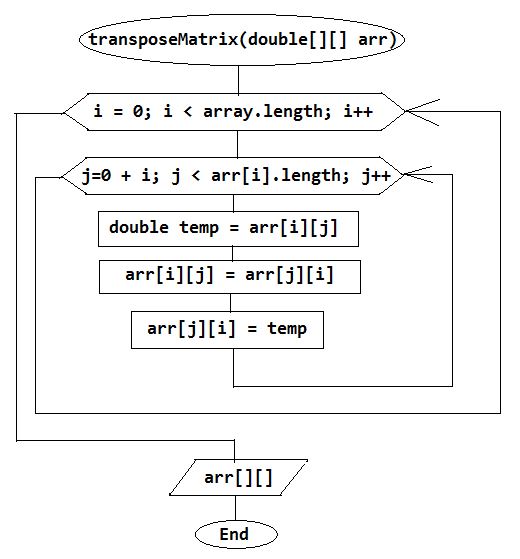 transposeMatrix(double[][] arr)
i = 0; i < array.length; i++
j=0 + i; j < arr[i].length; j++
double temp = arr[i][j]
arr[i][j] = arr[j][i]
arr[j][i] = temp
arr[][]
End